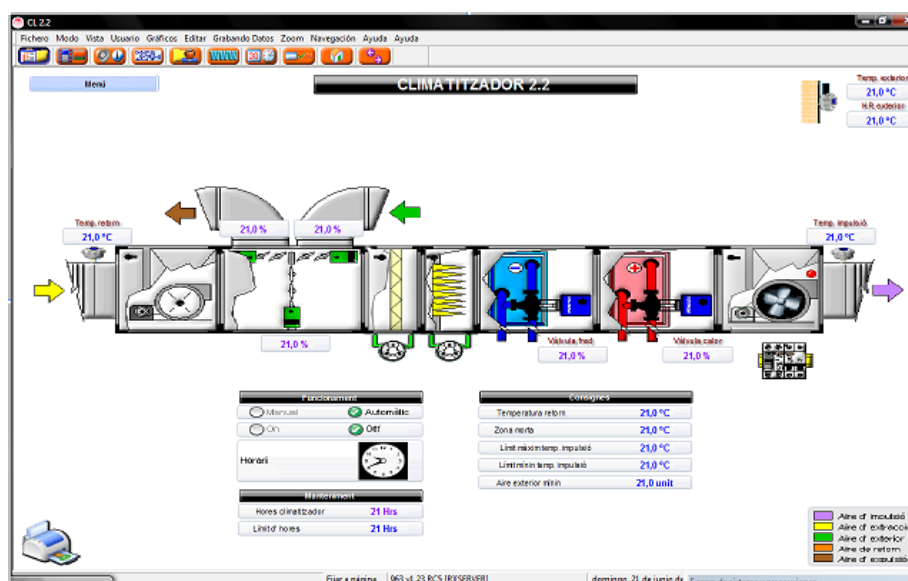 CL 2.2
Fichero Modo Vista Usuario Gráficos Editar Grabando Datos Zoom Navegación Ayuda Ayuda
WWW
Menú
CLIMATITZADOR 2.2
Temp. exterior
21,0 °C
H.R. exterior
21,0 °C
21,0 %
21,0 %
Temp. retorn
21,0 °C
Temp. impulsió
21,0 °C
21,0 %
Vàlvula fred
21,0 %
Vàlvula calor
21,0 %
Funcionament
Manual Automàtic
On Off
Horari
Manteniment
Hores climatitzador 21 Hrs
Límit d' hores 21 Hrs
Consignes
Temperatura retorn 21,0 °C
Zona morta 21,0 °C
Límit màxim temp. impulsió 21,0 °C
Límit mínim temp. impulsió 21,0 °C
Aire exterior mínim 21,0 unit
Aire d' impulsió
Aire d' extracció
Aire d' exterior
Aire de retorn
Aire d' expulsió
Fijar a página 963 v1.23 RCS [RXSERVER] domingo, 21 de junio de